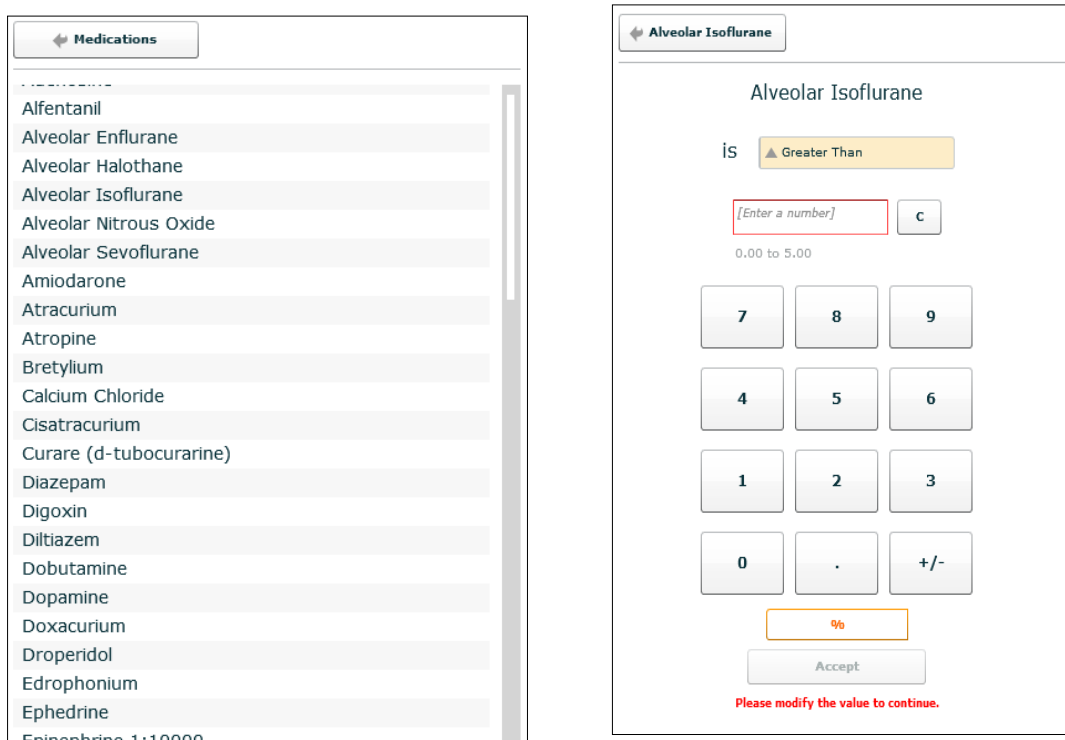 Medications
Alfentanil
Alveolar Enflurane
Alveolar Halothane
Alveolar Isoflurane
Alveolar Nitrous Oxide
Alveolar Sevoflurane
Amiodarone
Atracurium
Atropine
Bretylium
Calcium Chloride
Cisatracurium
Curare (d-tubocurarine)
Diazepam
Digoxin
Diltiazem
Dobutamine
Dopamine
Doxacurium
Droperidol
Edrophonium
Ephedrine
Epinephrine 1:10000
Alveolar Isoflurane
Alveolar Isoflurane
is Greater Than
[Enter a number] C
0.00 to 5.00
7 8 9
4 5 6
1 2 3
0 . +/-
%
Accept
Please modify the value to continue.